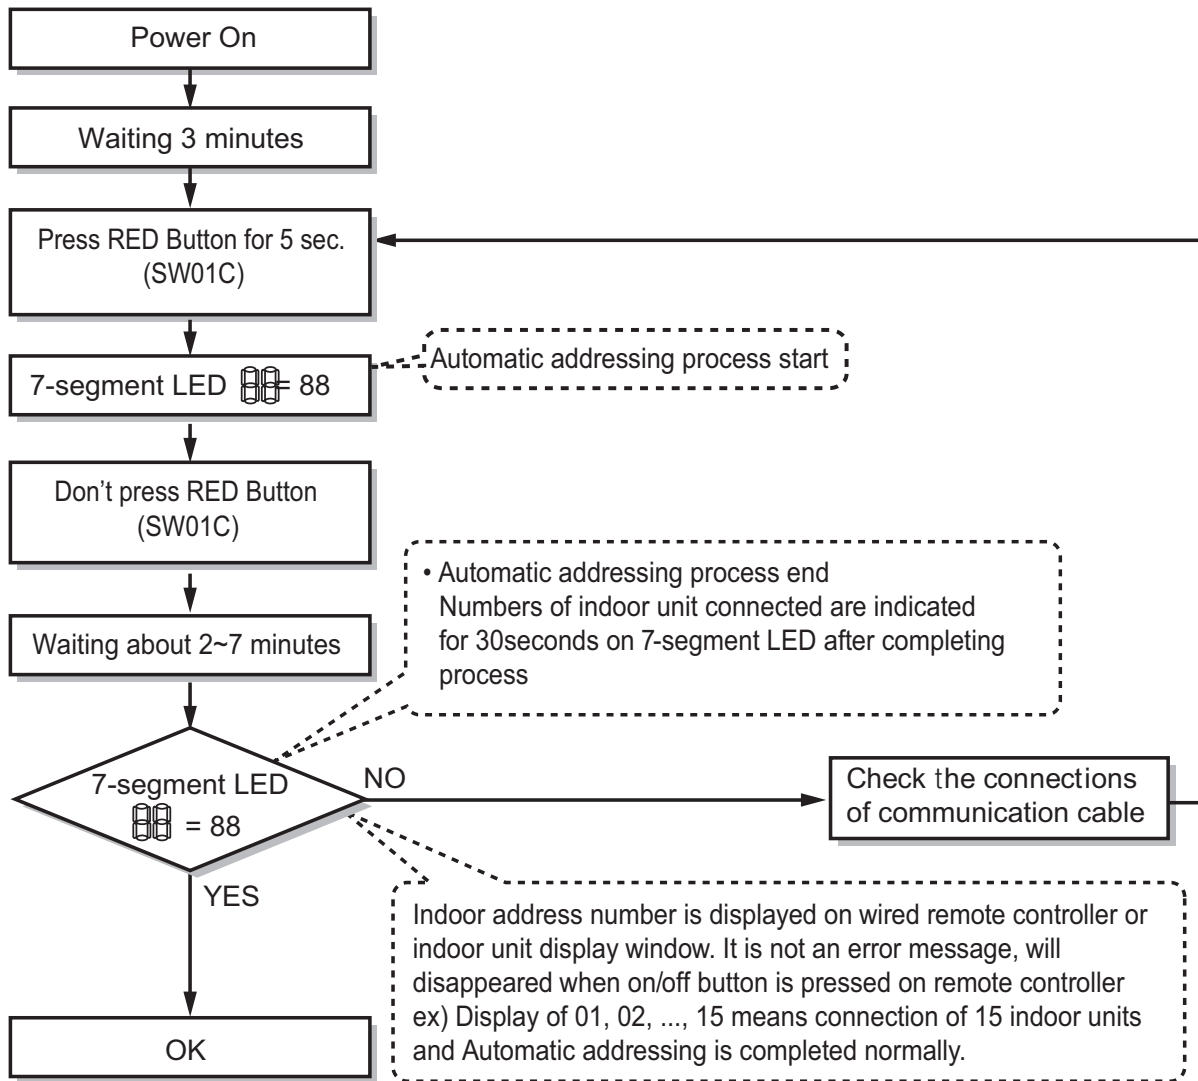 Power On
Waiting 3 minutes
Press RED Button for 5 sec.
(SW01C)
7-segment LED 88 = 88
Automatic addressing process start
Don't press RED Button
(SW01C)
• Automatic addressing process end
Numbers of indoor unit connected are indicated
for 30seconds on 7-segment LED after completing
process
Waiting about 2~7 minutes
7-segment LED
88 = 88
NO
Check the connections
of communication cable
YES
Indoor address number is displayed on wired remote controller or
indoor unit display window. It is not an error message, will
disappeared when on/off button is pressed on remote controller
ex) Display of 01, 02, ..., 15 means connection of 15 indoor units
and Automatic addressing is completed normally.
OK